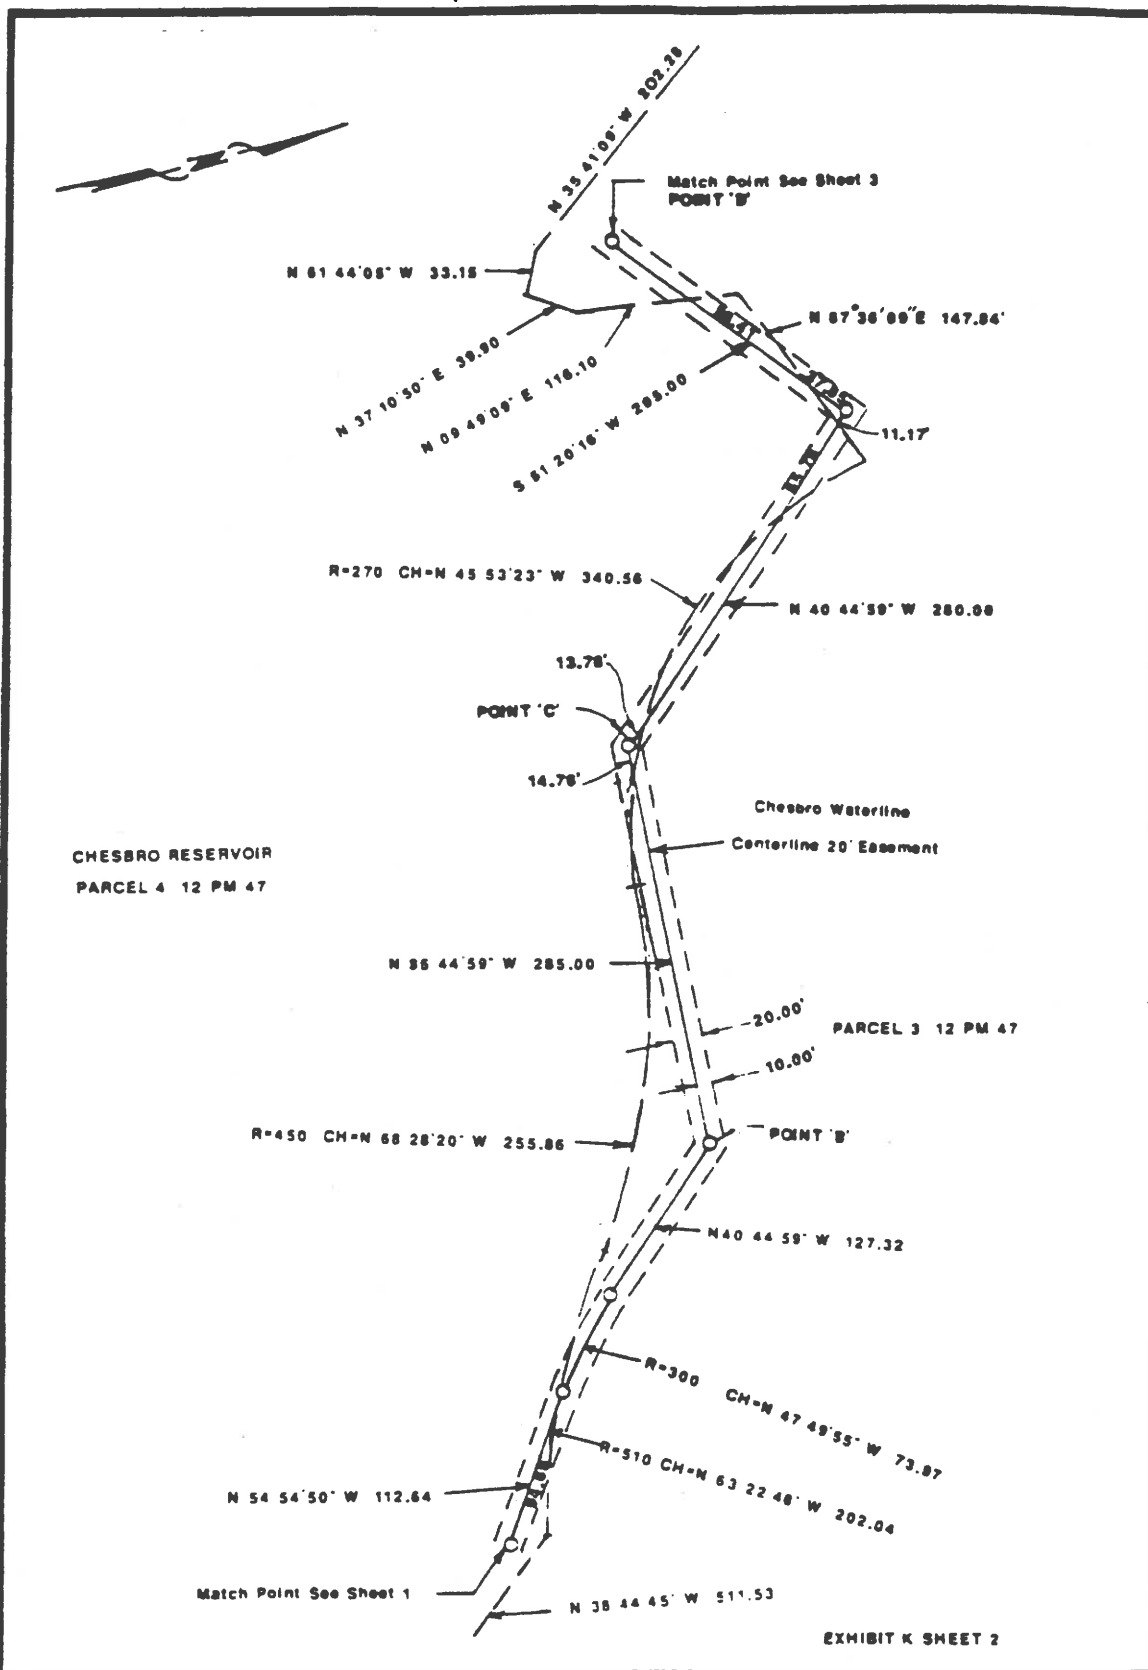 N 35 41'09" W 202.28
Match Point See Sheet 3
POINT 'D'
N 61 44'05" W 33.15
N 87°36'09"E 147.84'
N 37 10'50" E 39.90
N 09 49'09" E 116.10
S 51 20'16" W 295.00
11.17'
R=270 CH=N 45 53'23" W 340.56
N 40 44'59" W 280.00
13.78'
POINT 'C'
14.78'
Chesbro Waterline
Centerline 20' Easement
CHESBRO RESERVOIR
PARCEL 4 12 PM 47
N 85 44'59" W 285.00
20.00'
PARCEL 3 12 PM 47
10.00'
R=450 CH=N 68 28'20" W 255.86
POINT 'B'
N40 44 59" W 127.32
R=300 CH=N 47 49'55" W 73.97
R=510 CH=N 63 22 48" W 202.04
N 54 54'50" W 112.64
Match Point See Sheet 1
N 38 44 45' W 511.53
EXHIBIT K SHEET 2